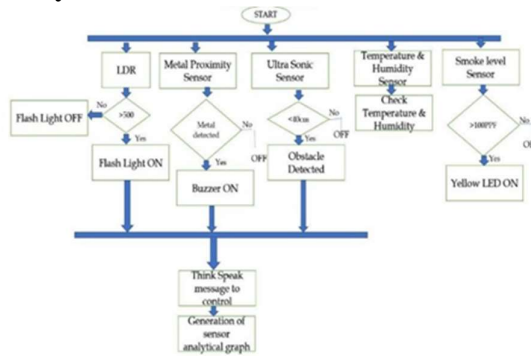 START
LDR
Metal Proximity
Sensor
Ultra Sonic
Sensor
Temperature &
Humidity
Sensor
Smoke level
Sensor
No
>500
Flash Light OFF
Yes
Flash Light ON
Metal
detected
No
OFF
Yes
Buzzer ON
<40cm
No
OFF
Yes
Obstacle
Detected
Check
Temperature &
Humidity
No
Yes
Yellow LED ON
Think Speak
message to
control
Generation of
sensor
analytical graph